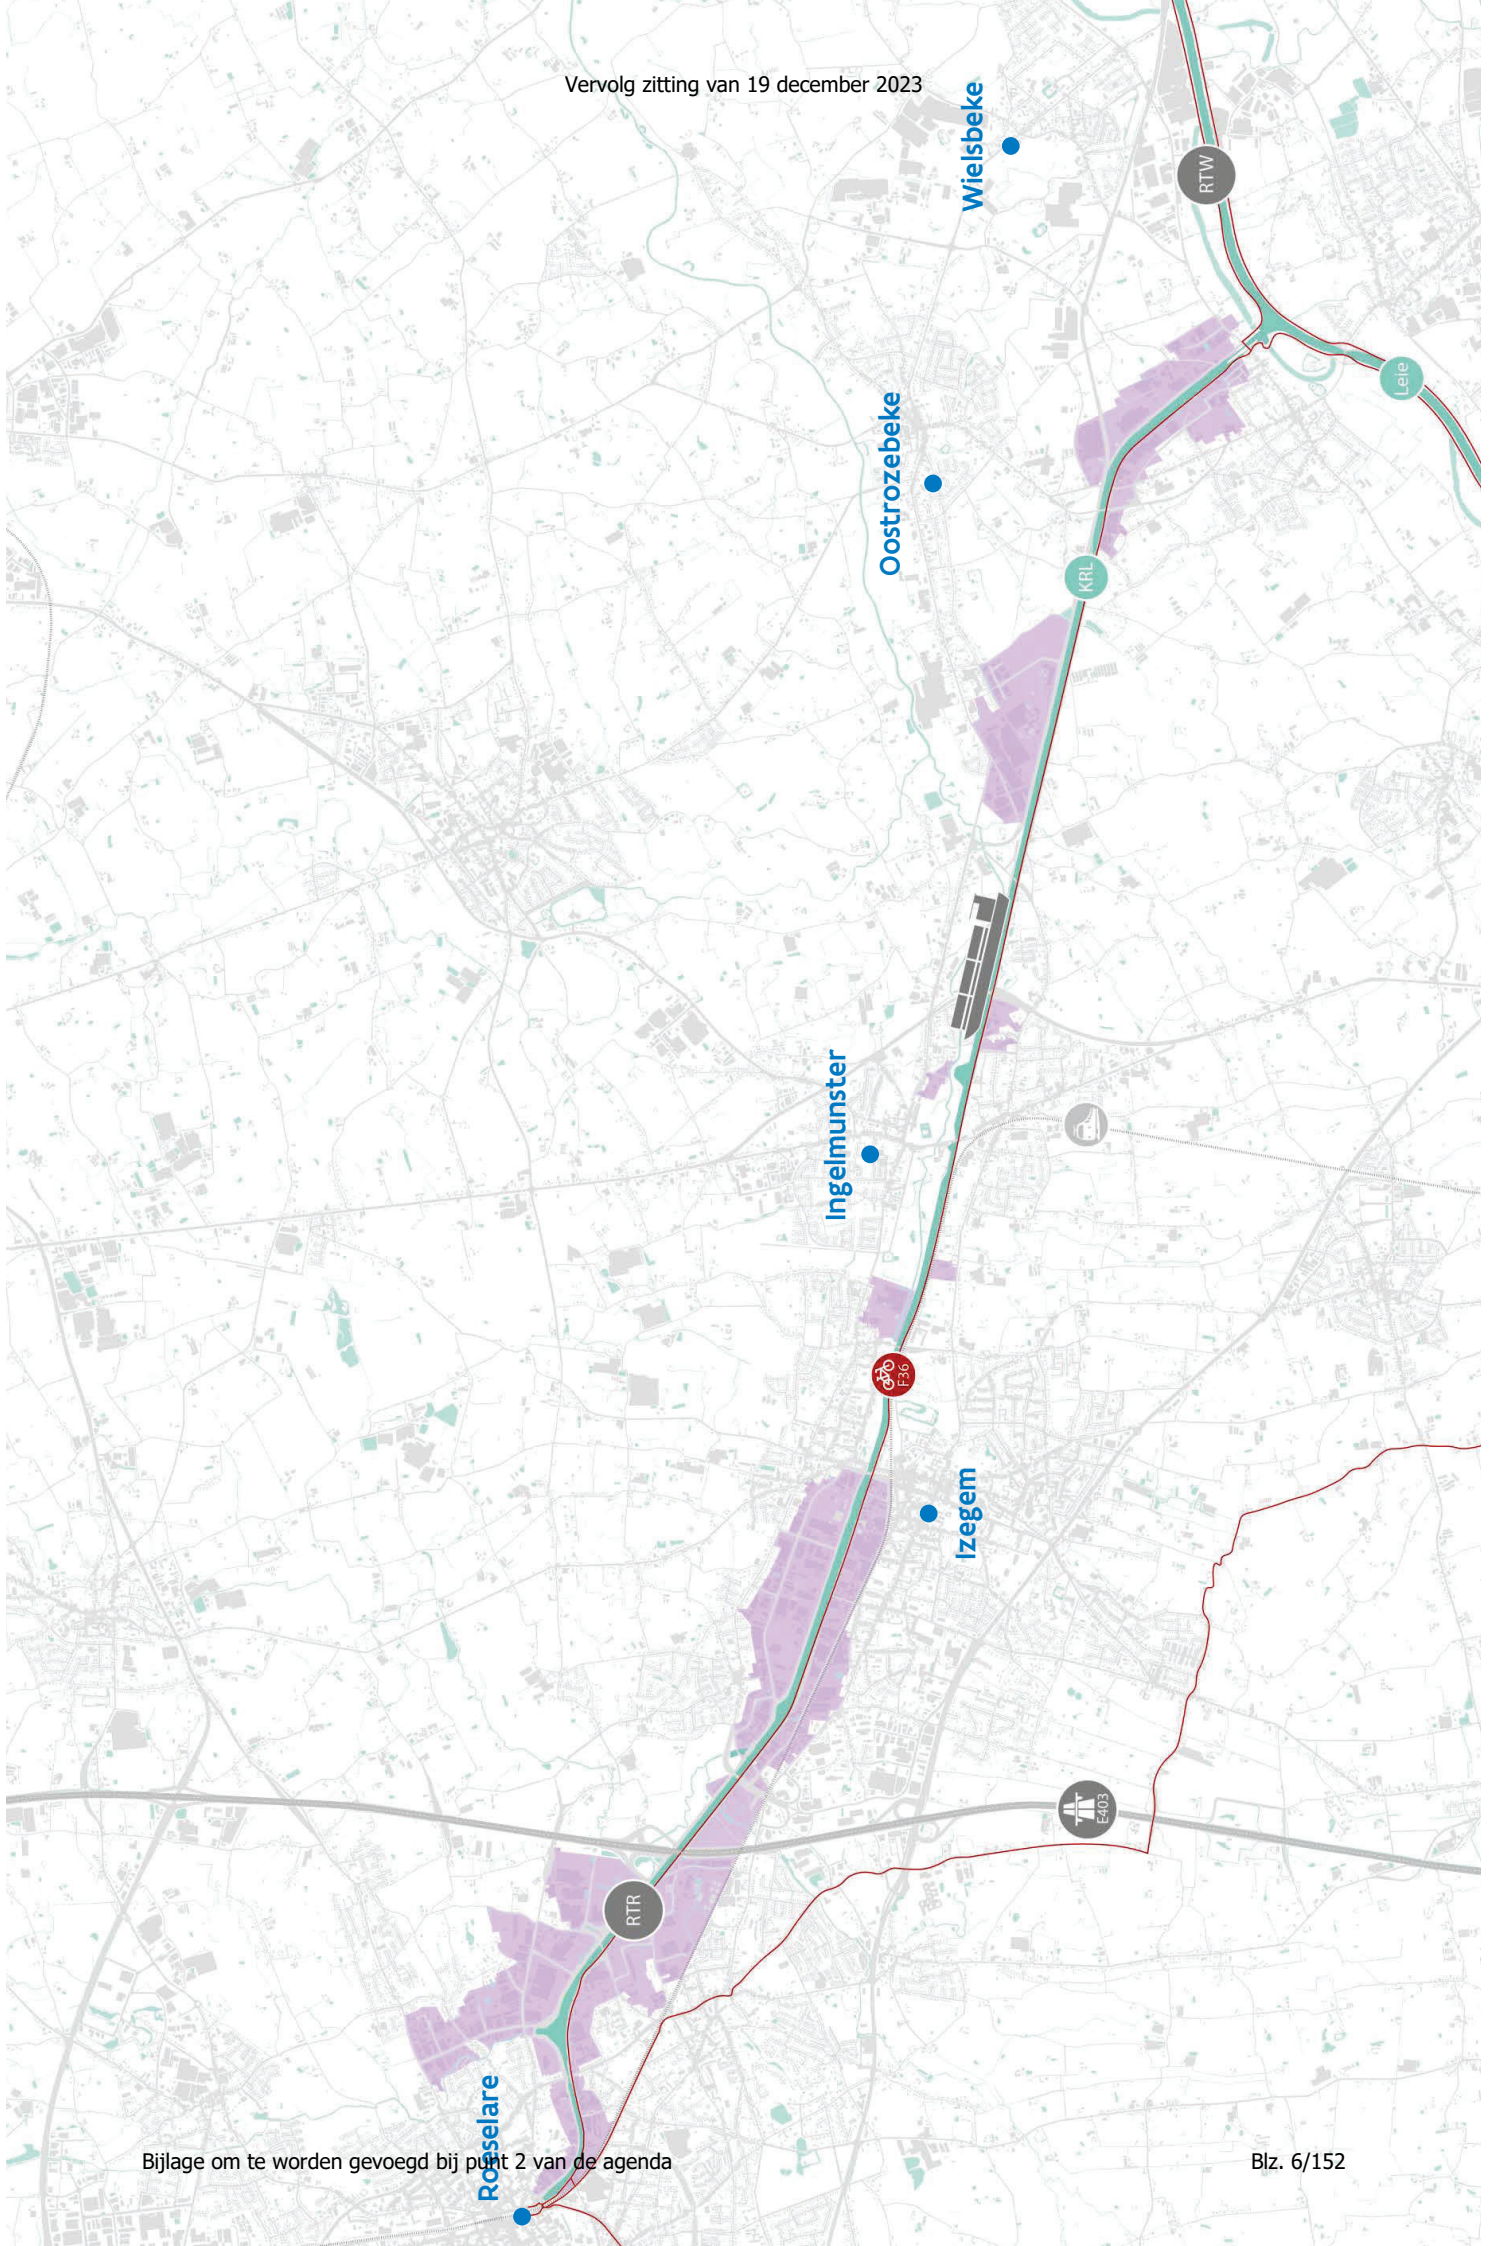 Vervolg zitting van 19 december 2023
Wielsbeke
RTW
Leie
Oostrozebeke
KRL
Ingelmunster
F36
Izegem
E403
RTR
Roeselare
Bijlage om te worden gevoegd bij punt 2 van de agenda
Blz. 6/152